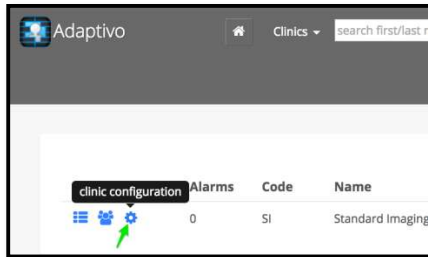 Adaptivo
Clinics
search first/last
clinic configuration
Alarms Code Name
0 SI Standard Imaging